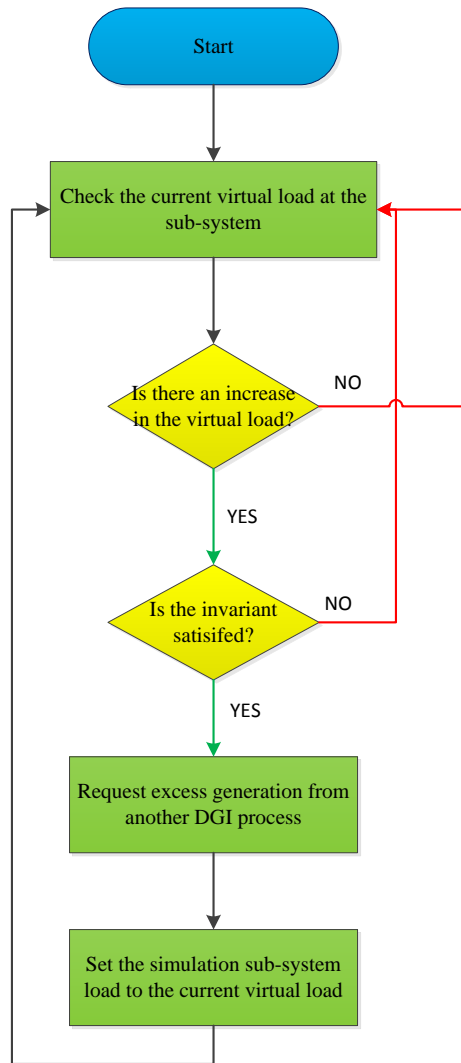 Start
Check the current virtual load at the
sub-system
Is there an increase
in the virtual load?
NO
YES
Is the invariant
satisifed?
NO
YES
Request excess generation from
another DGI process
Set the simulation sub-system
load to the current virtual load